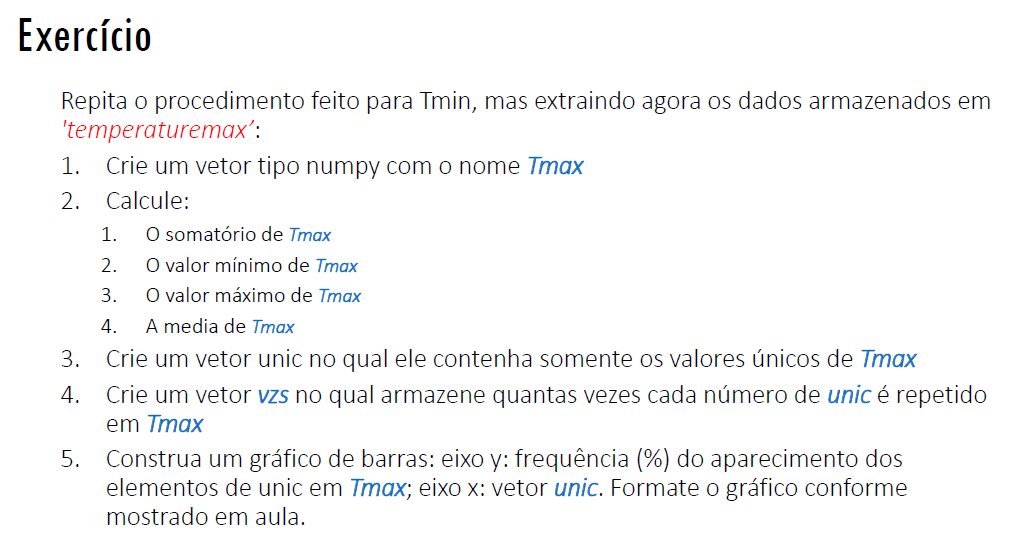 Exercício
Repita o procedimento feito para Tmin, mas extraindo agora os dados armazenados em
'temperaturemax’:
1. Crie um vetor tipo numpy com o nome Tmax
2. Calcule:
1. O somatório de Tmax
2. O valor mínimo de Tmax
3. O valor máximo de Tmax
4. A media de Tmax
3. Crie um vetor unic no qual ele contenha somente os valores únicos de Tmax
4. Crie um vetor vzs no qual armazene quantas vezes cada número de unic é repetido
em Tmax
5. Construa um gráfico de barras: eixo y: frequência (%) do aparecimento dos
elementos de unic em Tmax; eixo x: vetor unic. Formate o gráfico conforme
mostrado em aula.